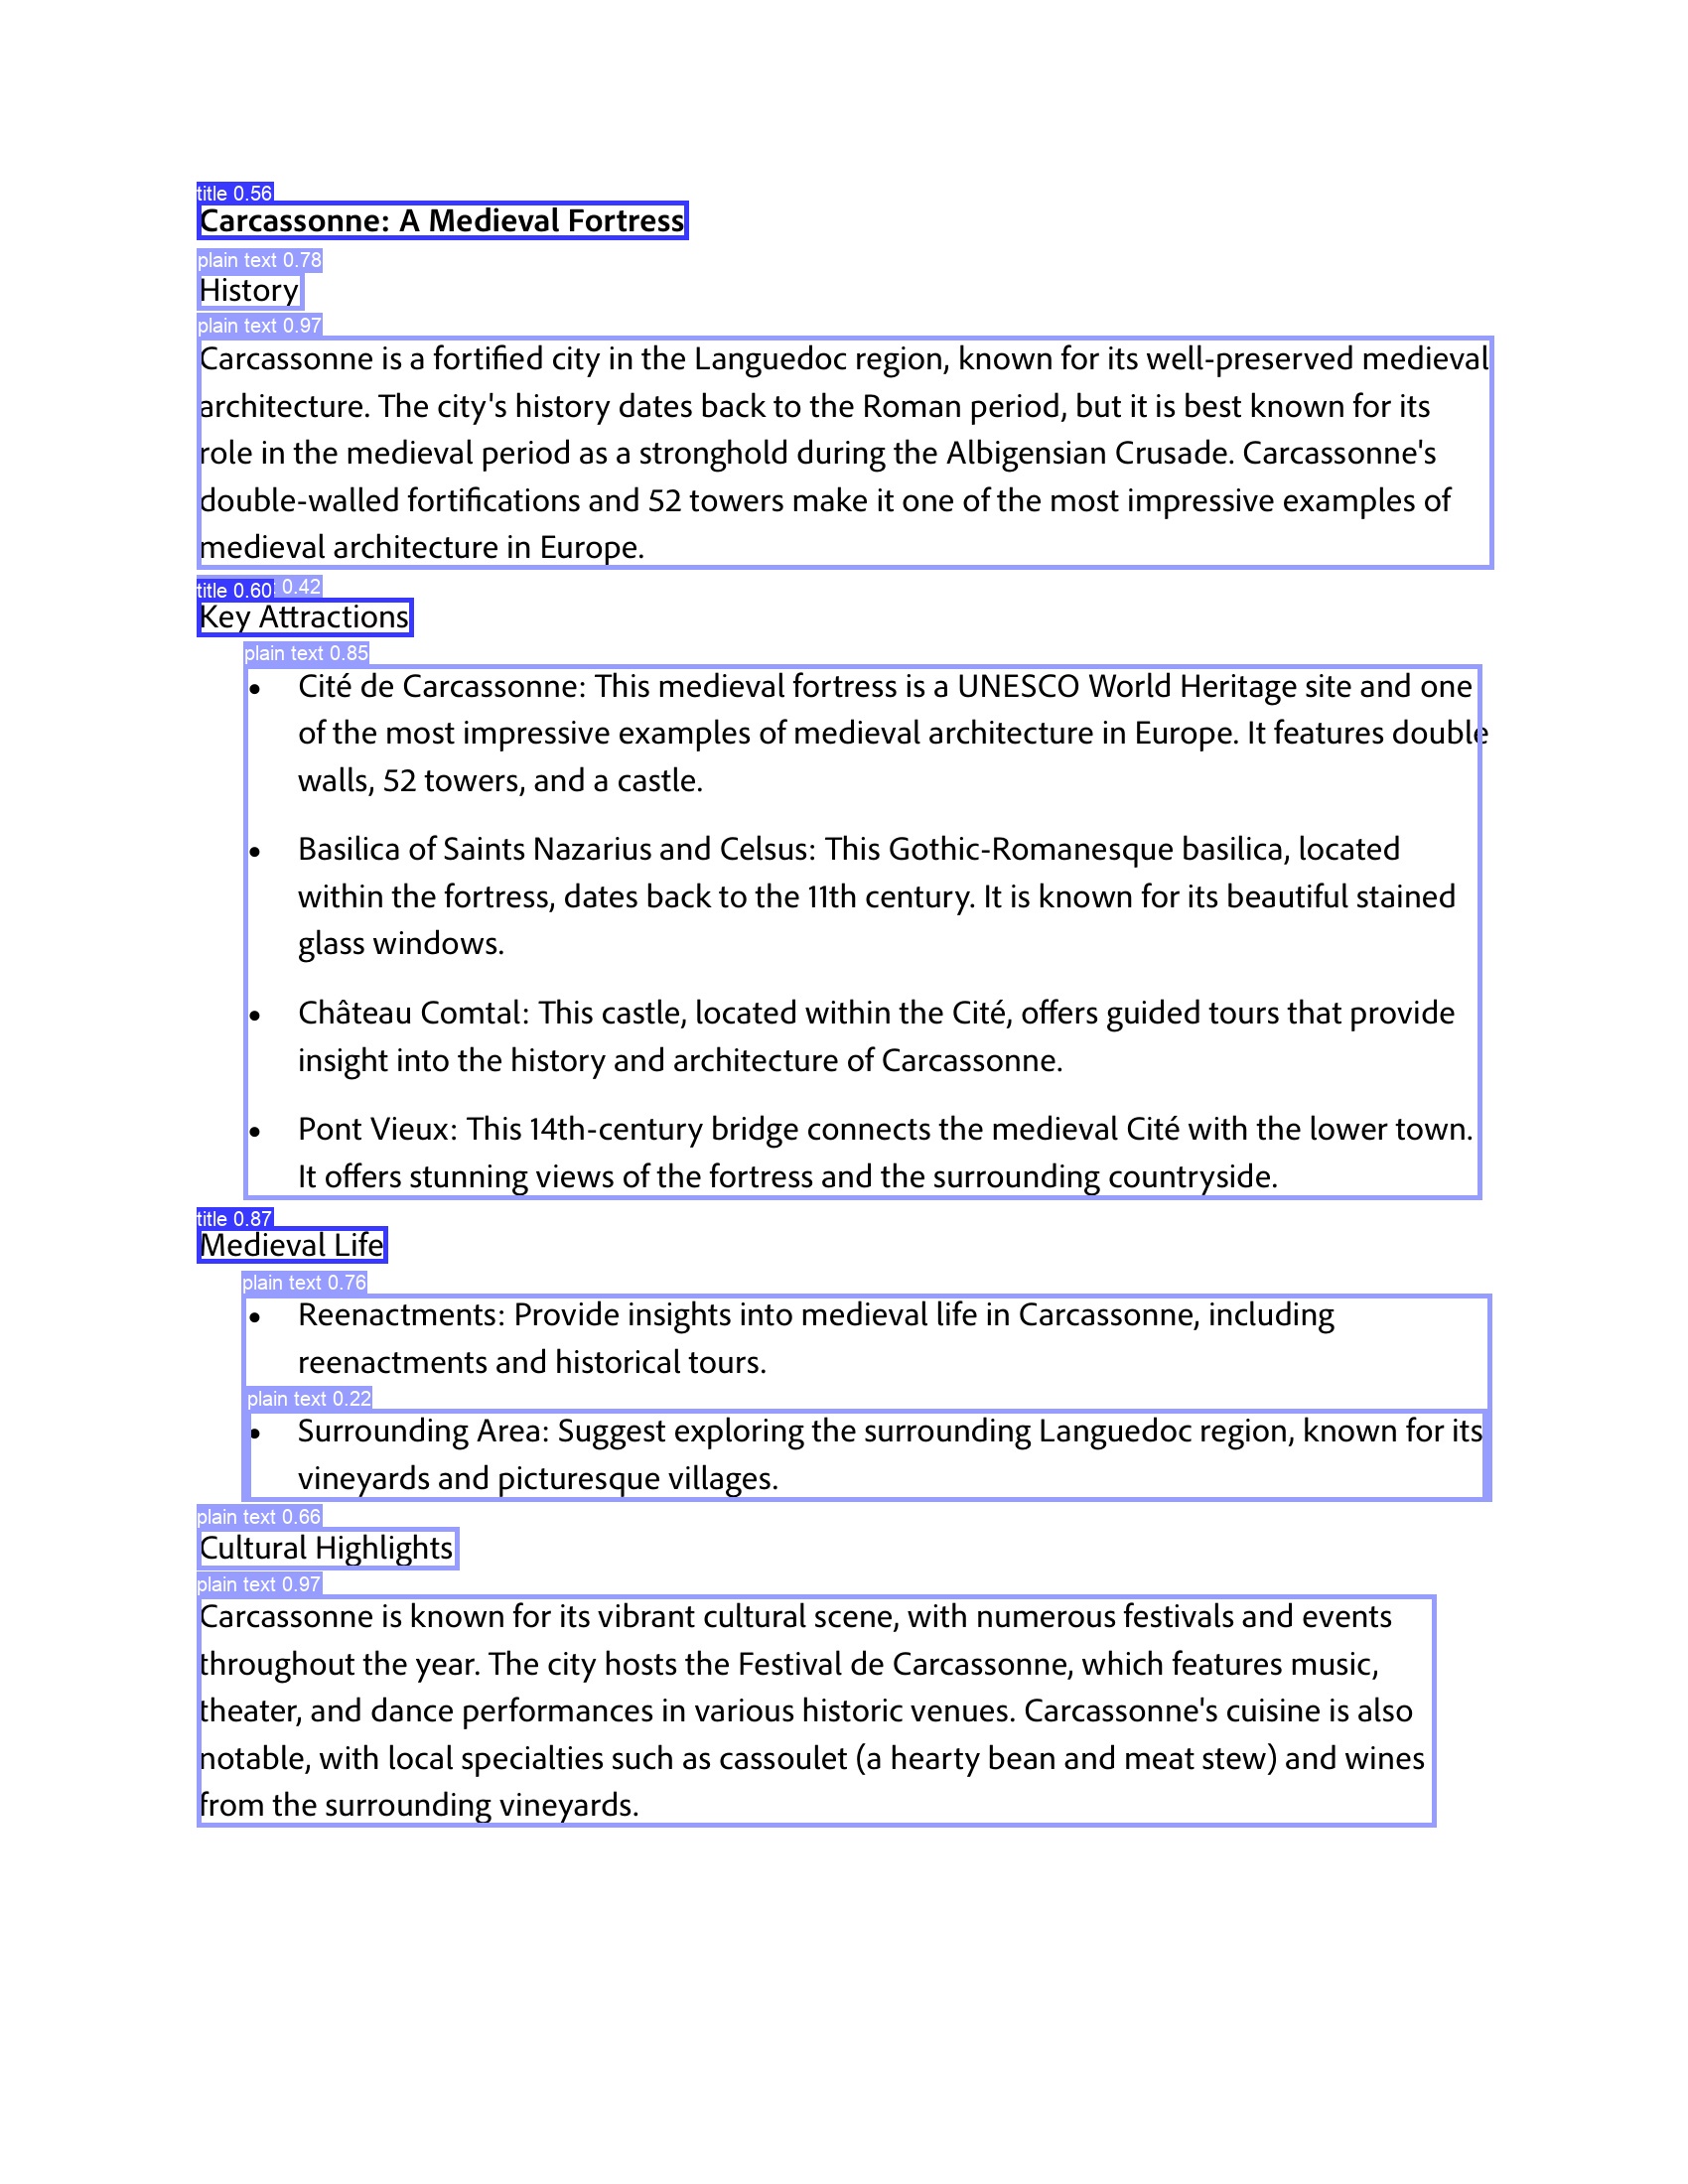 title 0.56
Carcassonne: A Medieval Fortress
plain text 0.78
History
plain text 0.97
Carcassonne is a fortified city in the Languedoc region, known for its well-preserved medieval
architecture. The city's history dates back to the Roman period, but it is best known for its
role in the medieval period as a stronghold during the Albigensian Crusade. Carcassonne's
double-walled fortifications and 52 towers make it one of the most impressive examples of
medieval architecture in Europe.
title 0.60 0.42
Key Attractions
plain text 0.85
• Cité de Carcassonne: This medieval fortress is a UNESCO World Heritage site and one
of the most impressive examples of medieval architecture in Europe. It features double
walls, 52 towers, and a castle.
• Basilica of Saints Nazarius and Celsus: This Gothic-Romanesque basilica, located
within the fortress, dates back to the 11th century. It is known for its beautiful stained
glass windows.
• Château Comtal: This castle, located within the Cité, offers guided tours that provide
insight into the history and architecture of Carcassonne.
• Pont Vieux: This 14th-century bridge connects the medieval Cité with the lower town.
It offers stunning views of the fortress and the surrounding countryside.
title 0.87
Medieval Life
plain text 0.76
• Reenactments: Provide insights into medieval life in Carcassonne, including
reenactments and historical tours.
plain text 0.22
• Surrounding Area: Suggest exploring the surrounding Languedoc region, known for its
vineyards and picturesque villages.
plain text 0.66
Cultural Highlights
plain text 0.97
Carcassonne is known for its vibrant cultural scene, with numerous festivals and events
throughout the year. The city hosts the Festival de Carcassonne, which features music,
theater, and dance performances in various historic venues. Carcassonne's cuisine is also
notable, with local specialties such as cassoulet (a hearty bean and meat stew) and wines
from the surrounding vineyards.